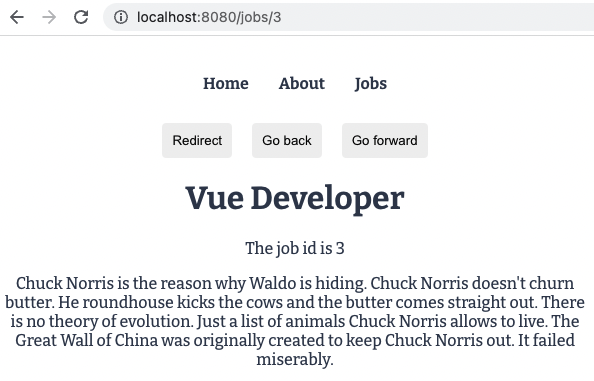 localhost:8080/jobs/3
Home About Jobs
Redirect Go back Go forward
Vue Developer
The job id is 3
Chuck Norris is the reason why Waldo is hiding. Chuck Norris doesn't churn
butter. He roundhouse kicks the cows and the butter comes straight out. There
is no theory of evolution. Just a list of animals Chuck Norris allows to live. The
Great Wall of China was originally created to keep Chuck Norris out. It failed
miserably.